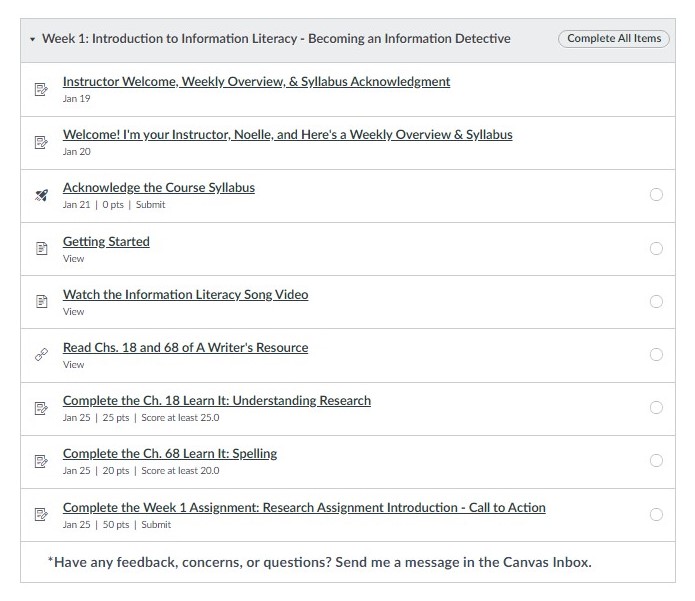 Week 1: Introduction to Information Literacy - Becoming an Information Detective
Complete All Items
Instructor Welcome, Weekly Overview, & Syllabus Acknowledgment
Jan 19
Welcome! I'm your Instructor, Noelle, and Here's a Weekly Overview & Syllabus
Jan 20
Acknowledge the Course Syllabus
Jan 21 | 0 pts | Submit
Getting Started
View
Watch the Information Literacy Song Video
View
Read Chs. 18 and 68 of A Writer's Resource
View
Complete the Ch. 18 Learn It: Understanding Research
Jan 25 | 25 pts | Score at least 25.0
Complete the Ch. 68 Learn It: Spelling
Jan 25 | 20 pts | Score at least 20.0
Complete the Week 1 Assignment: Research Assignment Introduction - Call to Action
Jan 25 | 50 pts | Submit
*Have any feedback, concerns, or questions? Send me a message in the Canvas Inbox.